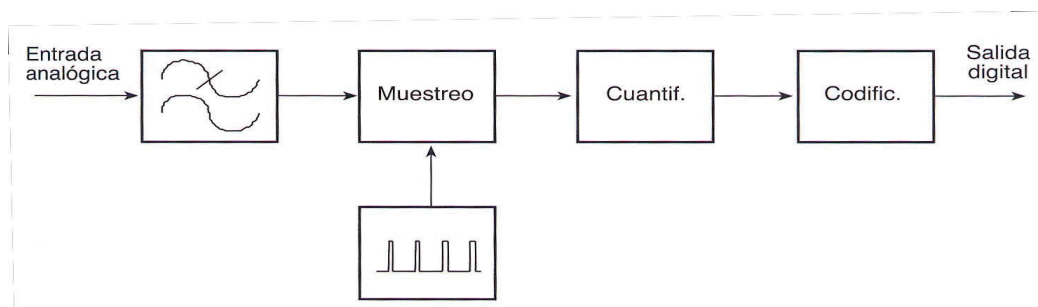 Entrada
analógica
Muestreo
Cuantif.
Codific.
Salida
digital